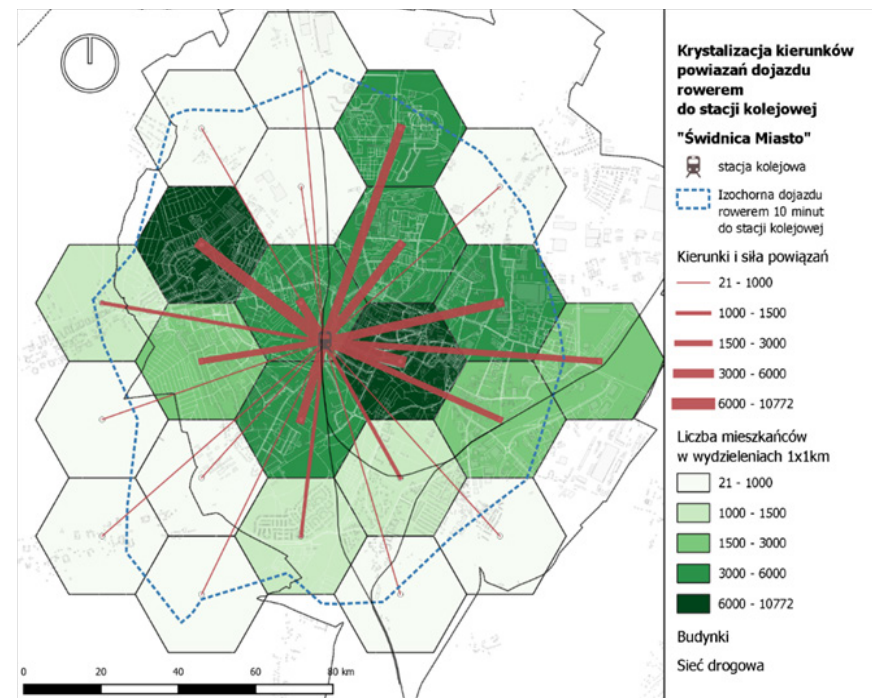 Krystalizacja kierunków
powiazań dojazdu
rowerem
do stacji kolejowej
"Świdnica Miasto"
stacja kolejowa
Izochorna dojazdu
rowerem 10 minut
do stacji kolejowej
Kierunki i siła powiązań
21 - 1000
1000 - 1500
1500 - 3000
3000 - 6000
6000 - 10772
Liczba mieszkańców
w wydzieleniach 1x1km
21 - 1000
1000 - 1500
1500 - 3000
3000 - 6000
6000 - 10772
Budynki
Sieć drogowa
0 20 40 60 80 km